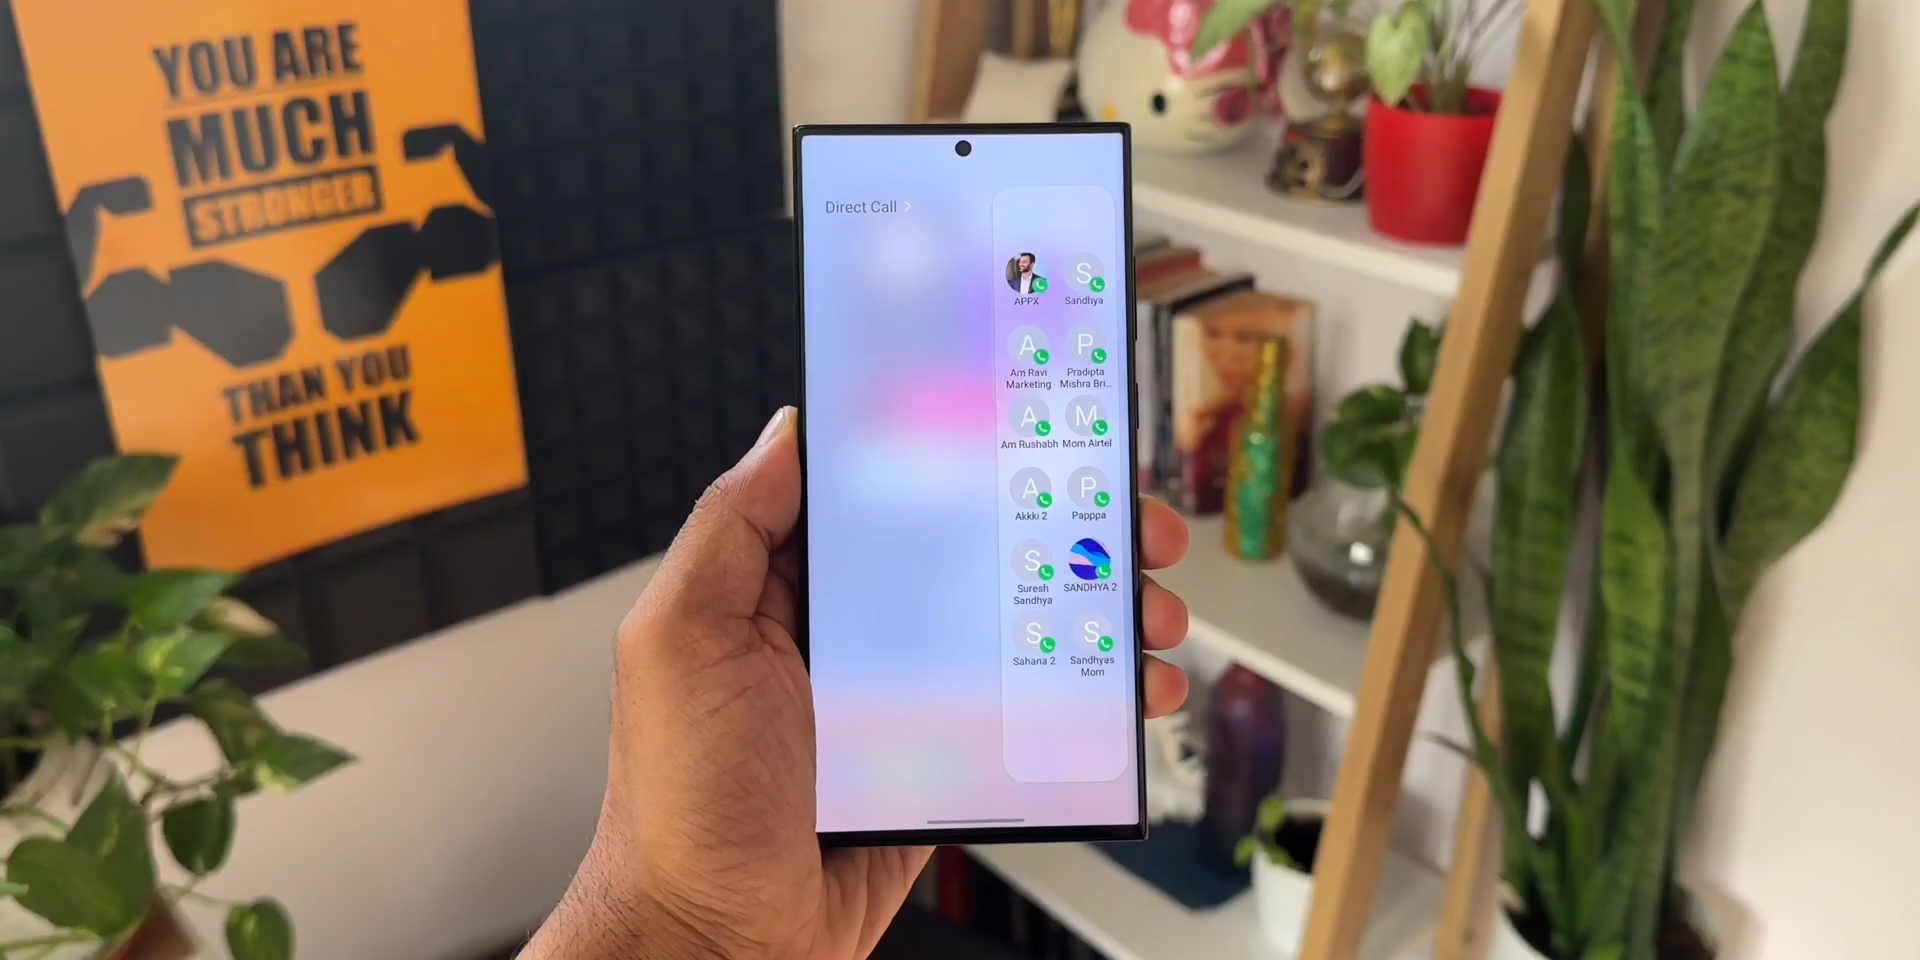 YOU ARE
MUCH
STRONGER
THAN YOU
THINK
Direct Call >
APPX
S
Sandhya
A
Am Ravi
Marketing
P
Pradipta
Mishra Bri...
A
Am Rushabh
M
Mom Airtel
A
Akkki 2
P
Papppa
S
Suresh
Sandhya
SANDHYA 2
S
Sahana 2
S
Sandhyas
Mom